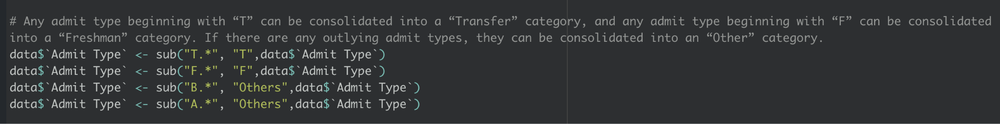 # Any admit type beginning with “T” can be consolidated into a “Transfer” category, and any admit type beginning with “F” can be consolidated
into a “Freshman” category. If there are any outlying admit types, they can be consolidated into an “Other” category.
data$`Admit Type` <- sub("T.*", "T",data$`Admit Type`)
data$`Admit Type` <- sub("F.*", "F",data$`Admit Type`)
data$`Admit Type` <- sub("B.*", "Others",data$`Admit Type`)
data$`Admit Type` <- sub("A.*", "Others",data$`Admit Type`)